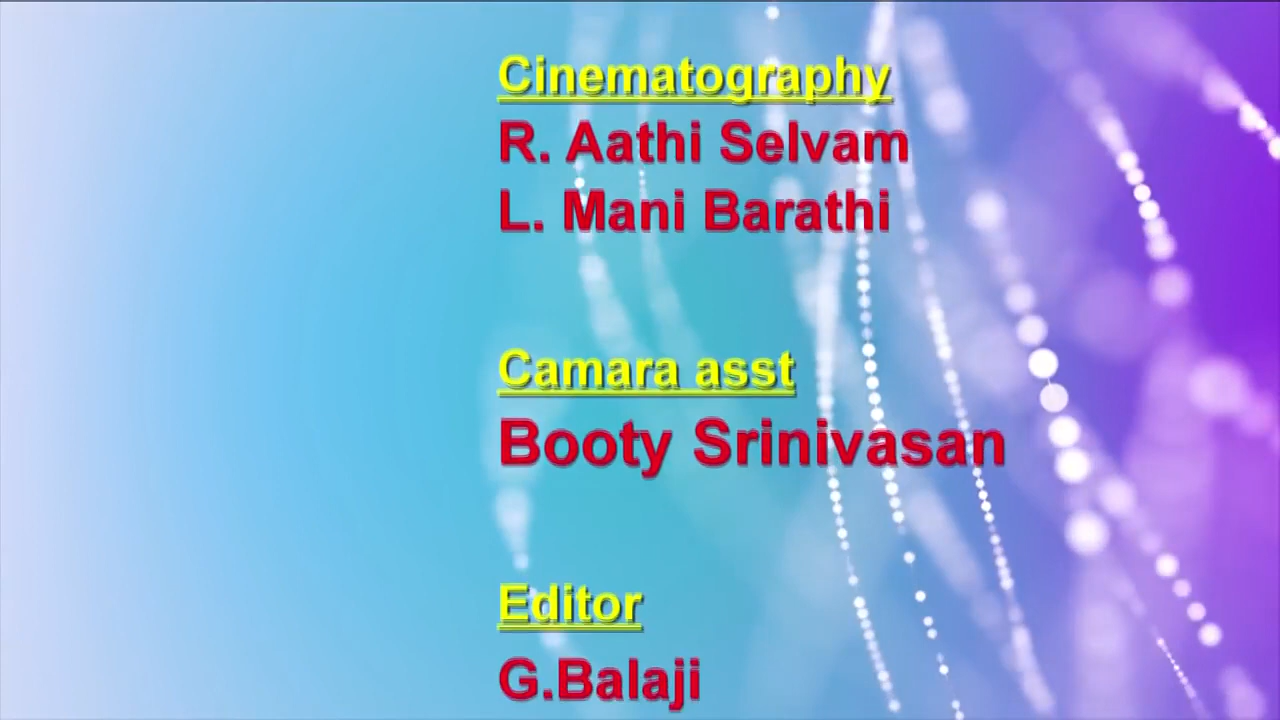 Cinematography
R. Aathi Selvam
L. Mani Barathi
Camara asst
Booty Srinivasan
Editor
G.Balaji